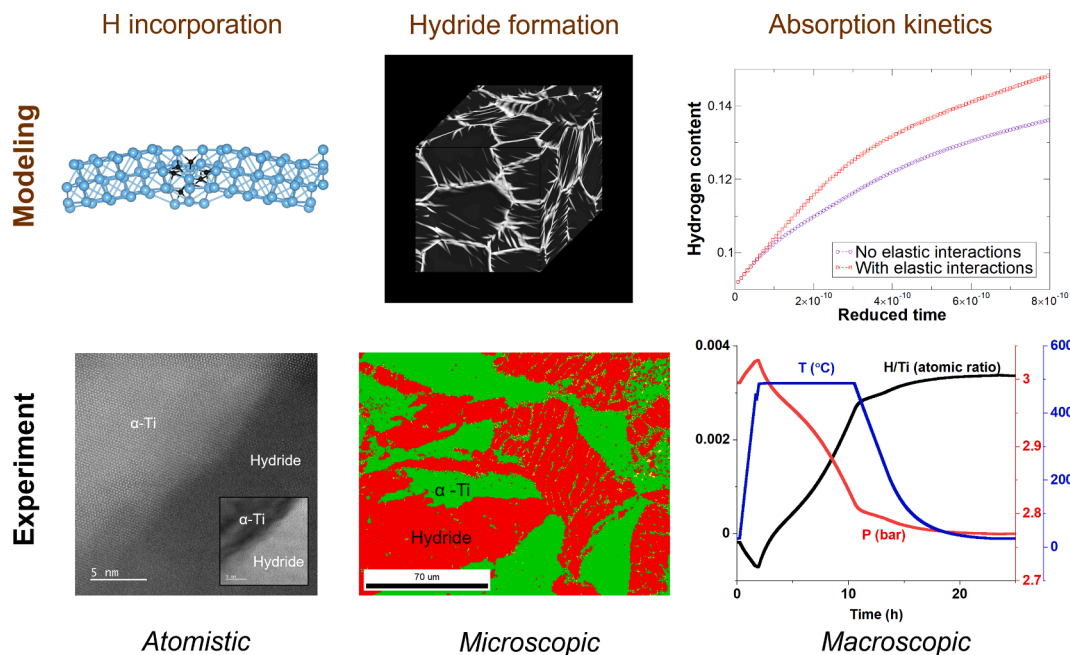 H incorporation
Hydride formation
Absorption kinetics
Modeling
Hydrogen content
0.14
0.12
0.1
No elastic interactions
With elastic interactions
0
2×10⁻¹⁰
4×10⁻¹⁰
6×10⁻¹⁰
8×10⁻¹⁰
Reduced time
Experiment
α-Ti
Hydride
5 nm
α-Ti
Hydride
α -Ti
Hydride
70 um
0.004
0.002
0
T (°C)
H/Ti (atomic ratio)
P (bar)
3
2.9
2.8
2.7
600
400
200
0
0
10
20
Time (h)
Atomistic
Microscopic
Macroscopic